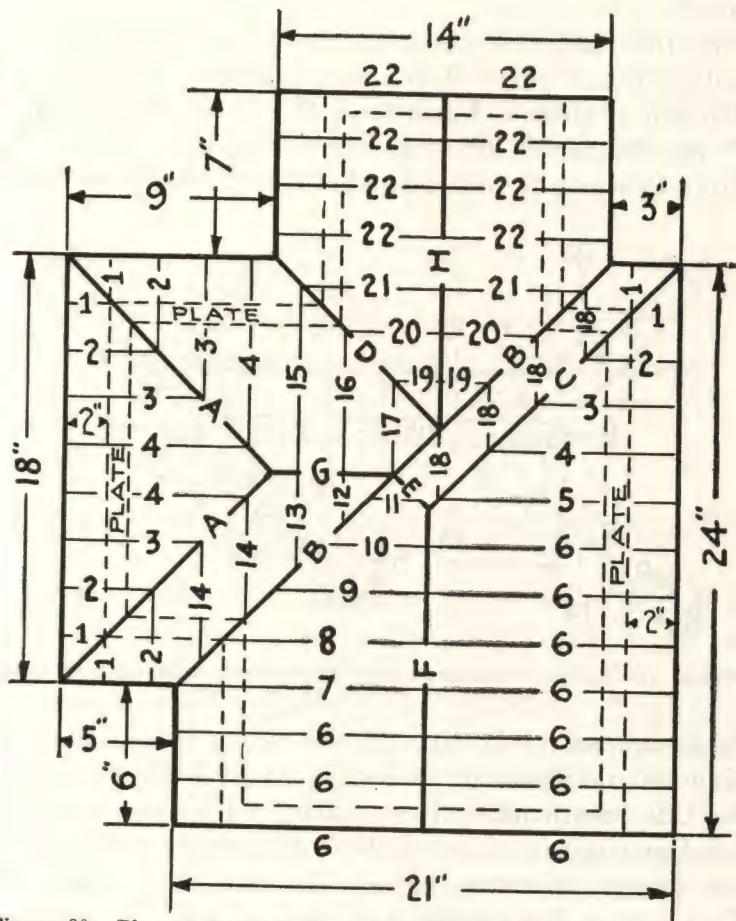 14"
22 22
22 22
7"
22 22
9" 3"
22 22
I
1 2 1
21 21
1 PLATE 18 1
3 4
2 20 20 B 2
D
15 16 19 19 18 C
3 A 3
2" 17 18
4 4
18" G E 18
PLATE 4 12 11 5
A 13 B 24"
3 10 6 PLATE
14
2 14 9 6
2"
1 8 6
1 2 F
7 6
5" 6 6
6"
6 6
6 6
21"